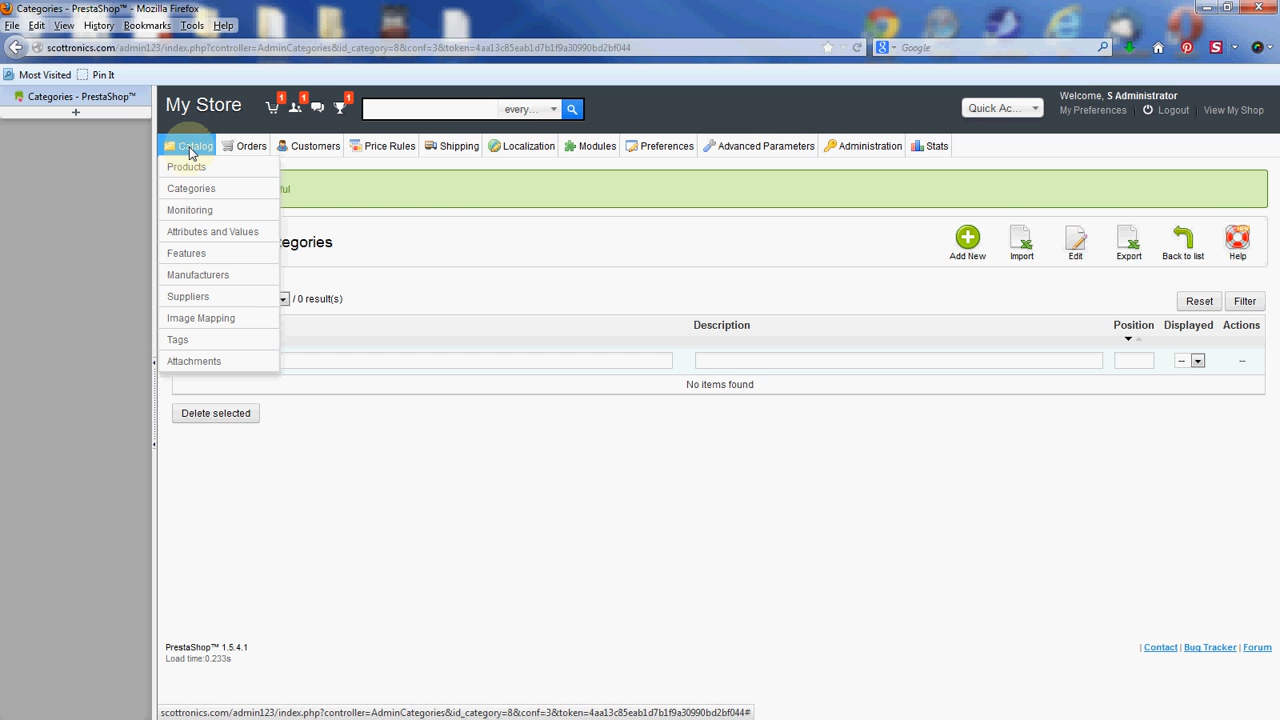 Categories - PrestaShop™ - Mozilla Firefox
File Edit View History Bookmarks Tools Help
scottronics.com/admin123/index.php?controller=AdminCategories&id_category=8&conf=3&token=4aa13c85eab1d7b1f9a30990bd2bf044
Google
Most Visited Pin It
Categories - PrestaShop™
My Store
1 1 1
every...
Quick Ac...
Welcome, S Administrator
My Preferences Logout View My Shop
Catalog Orders Customers Price Rules Shipping Localization Modules Preferences Advanced Parameters Administration Stats
Products
Categories
ful
Monitoring
Attributes and Values
Features
Manufacturers
Suppliers
Image Mapping
Tags
Attachments
tegories
Add New Import Edit Export Back to list Help
/ 0 result(s)
Reset Filter
Description Position Displayed Actions
-- --
No items found
Delete selected
PrestaShop™ 1.5.4.1
Load time:0.233s
| Contact | Bug Tracker | Forum
scottronics.com/admin123/index.php?controller=AdminCategories&id_category=8&conf=3&token=4aa13c85eab1d7b1f9a30990bd2bf044#